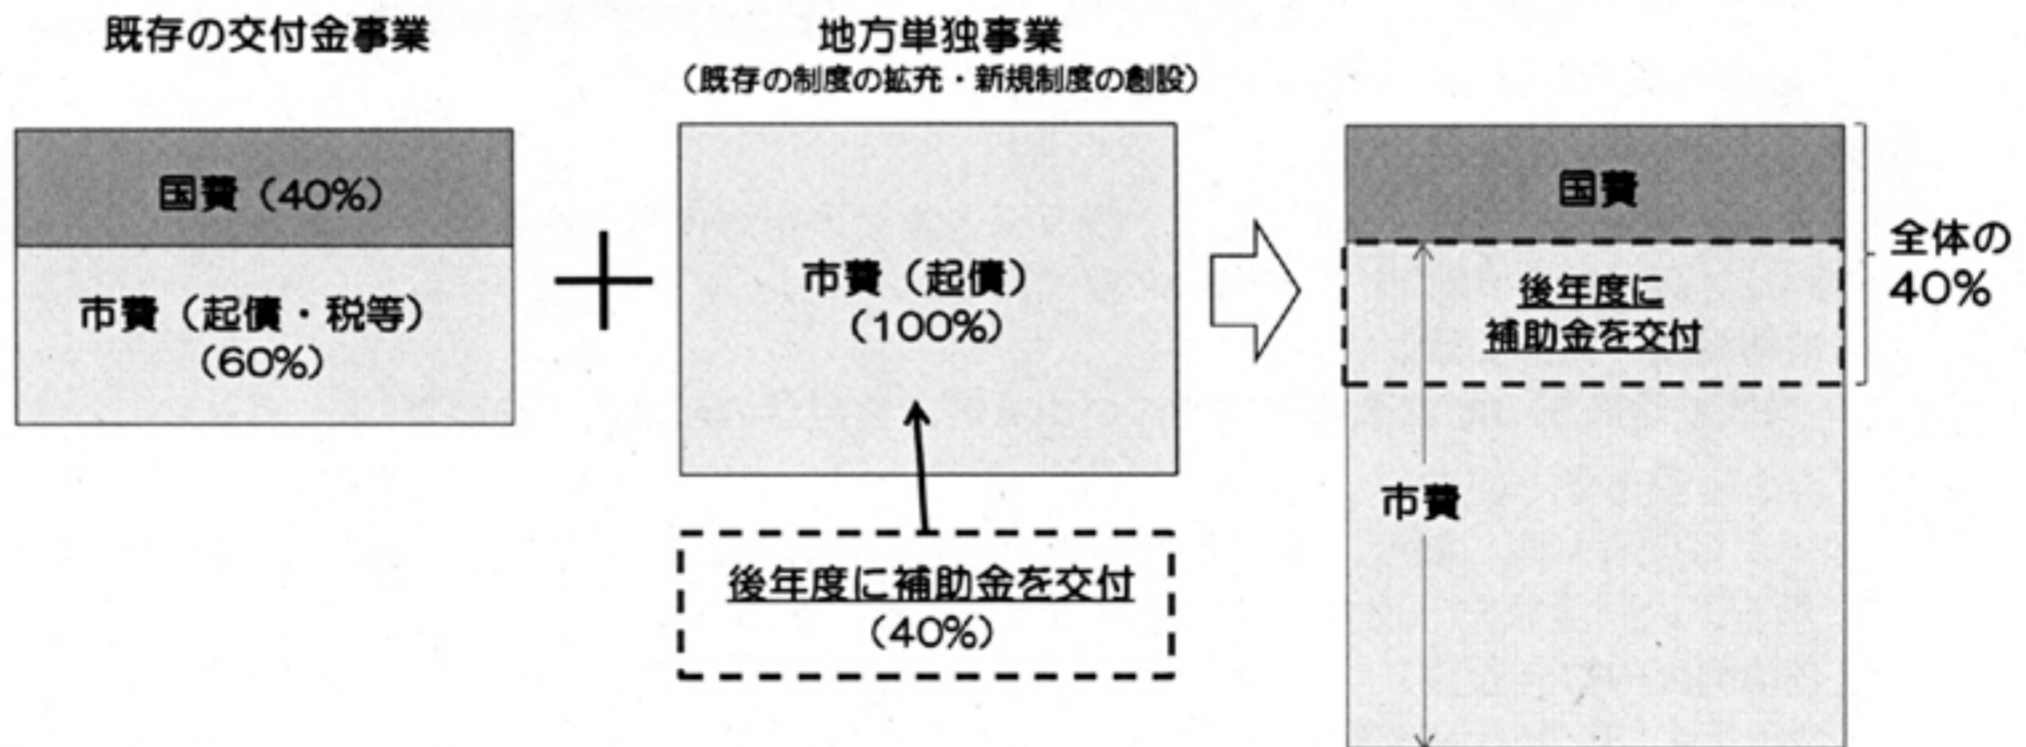 既存の交付金事業
国費（40%）
市費（起債・税等）
（60%）
地方単独事業
（既存の制度の拡充・新規制度の創設）
市費（起債）
（100%）
後年度に補助金を交付
（40%）
国費
後年度に
補助金を交付
市費
全体の
40%